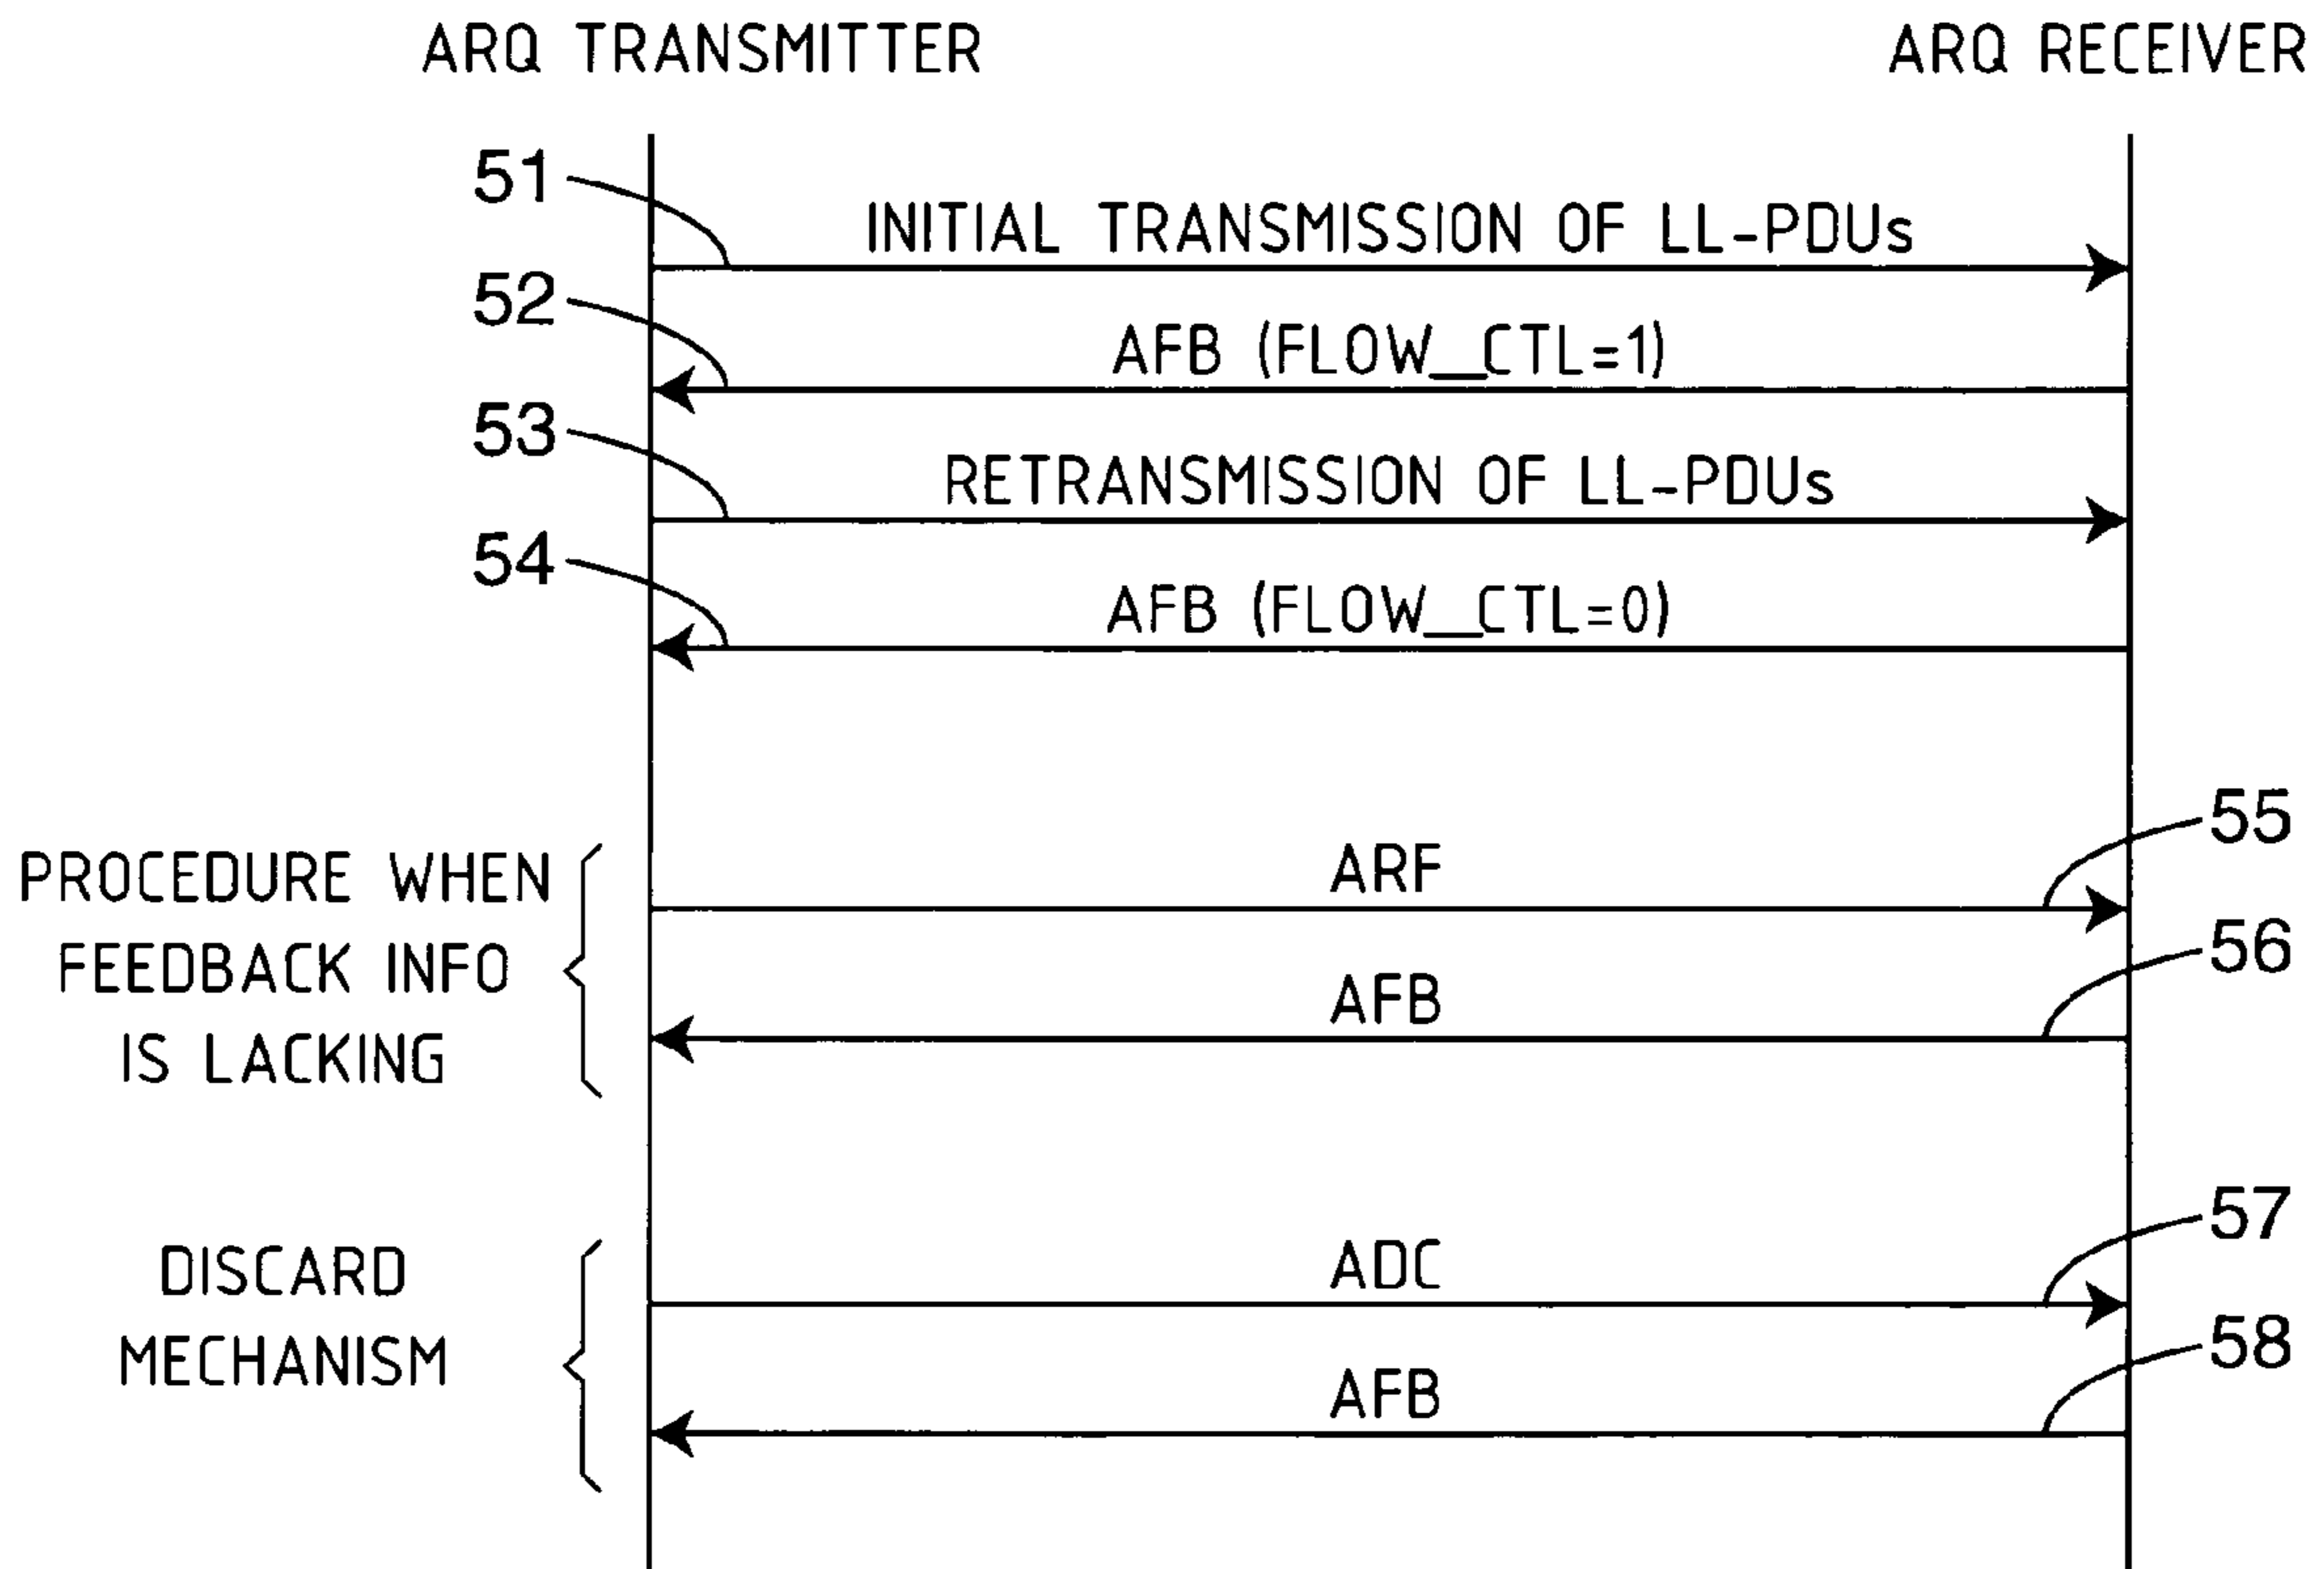 ARQ TRANSMITTER
ARQ RECEIVER
51
INITIAL TRANSMISSION OF LL-PDUs
52
AFB (FLOW_CTL=1)
53
RETRANSMISSION OF LL-PDUs
54
AFB (FLOW_CTL=0)
PROCEDURE WHEN
FEEDBACK INFO
IS LACKING
ARF
55
AFB
56
DISCARD
MECHANISM
ADC
57
AFB
58